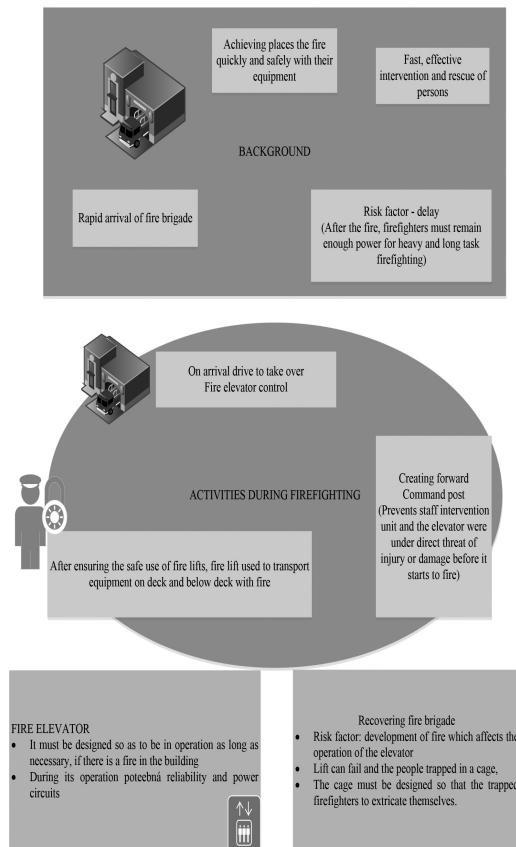 Achieving places the fire
quickly and safely with their
equipment
Fast, effective
intervention and rescue of
persons
BACKGROUND
Rapid arrival of fire brigade
Risk factor - delay
(After the fire, firefighters must remain
enough power for heavy and long task
firefighting)
On arrival drive to take over
Fire elevator control
ACTIVITIES DURING FIREFIGHTING
Creating forward
Command post
(Prevents staff intervention
unit and the elevator were
under direct threat of
injury or damage before it
starts to fire)
After ensuring the safe use of fire lifts, fire lift used to transport
equipment on deck and below deck with fire
FIRE ELEVATOR
• It must be designed so as to be in operation as long as
necessary, if there is a fire in the building
• During its operation poteebná reliability and power
circuits
Recovering fire brigade
• Risk factor: development of fire which affects the
operation of the elevator
• Lift can fail and the people trapped in a cage,
• The cage must be designed so that the trapped
firefighters to extricate themselves.